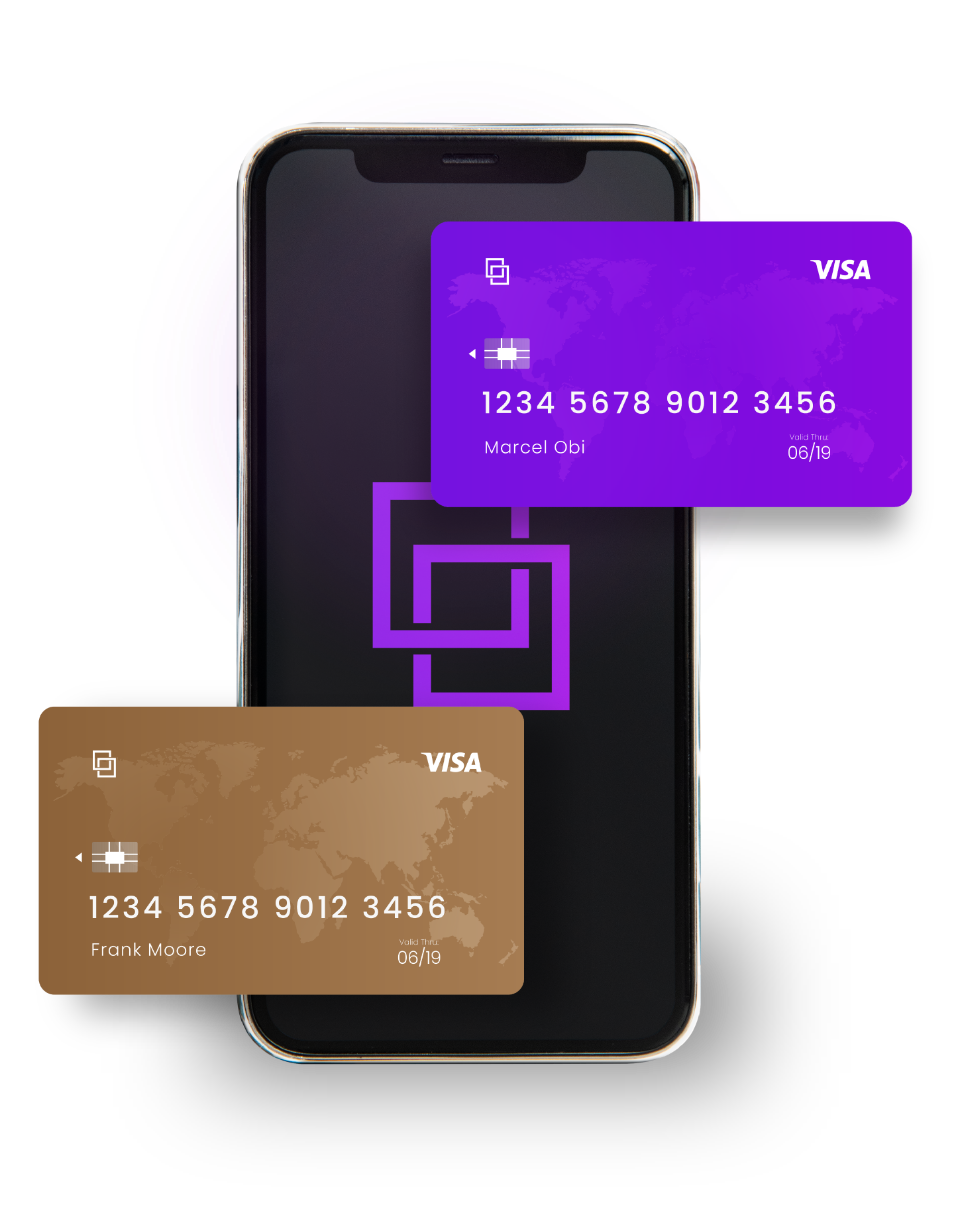 VISA
1234 5678 9012 3456
Valid Thru:
Marcel Obi
06/19
VISA
1234 5678 9012 3456
Valid Thru:
Frank Moore
06/19